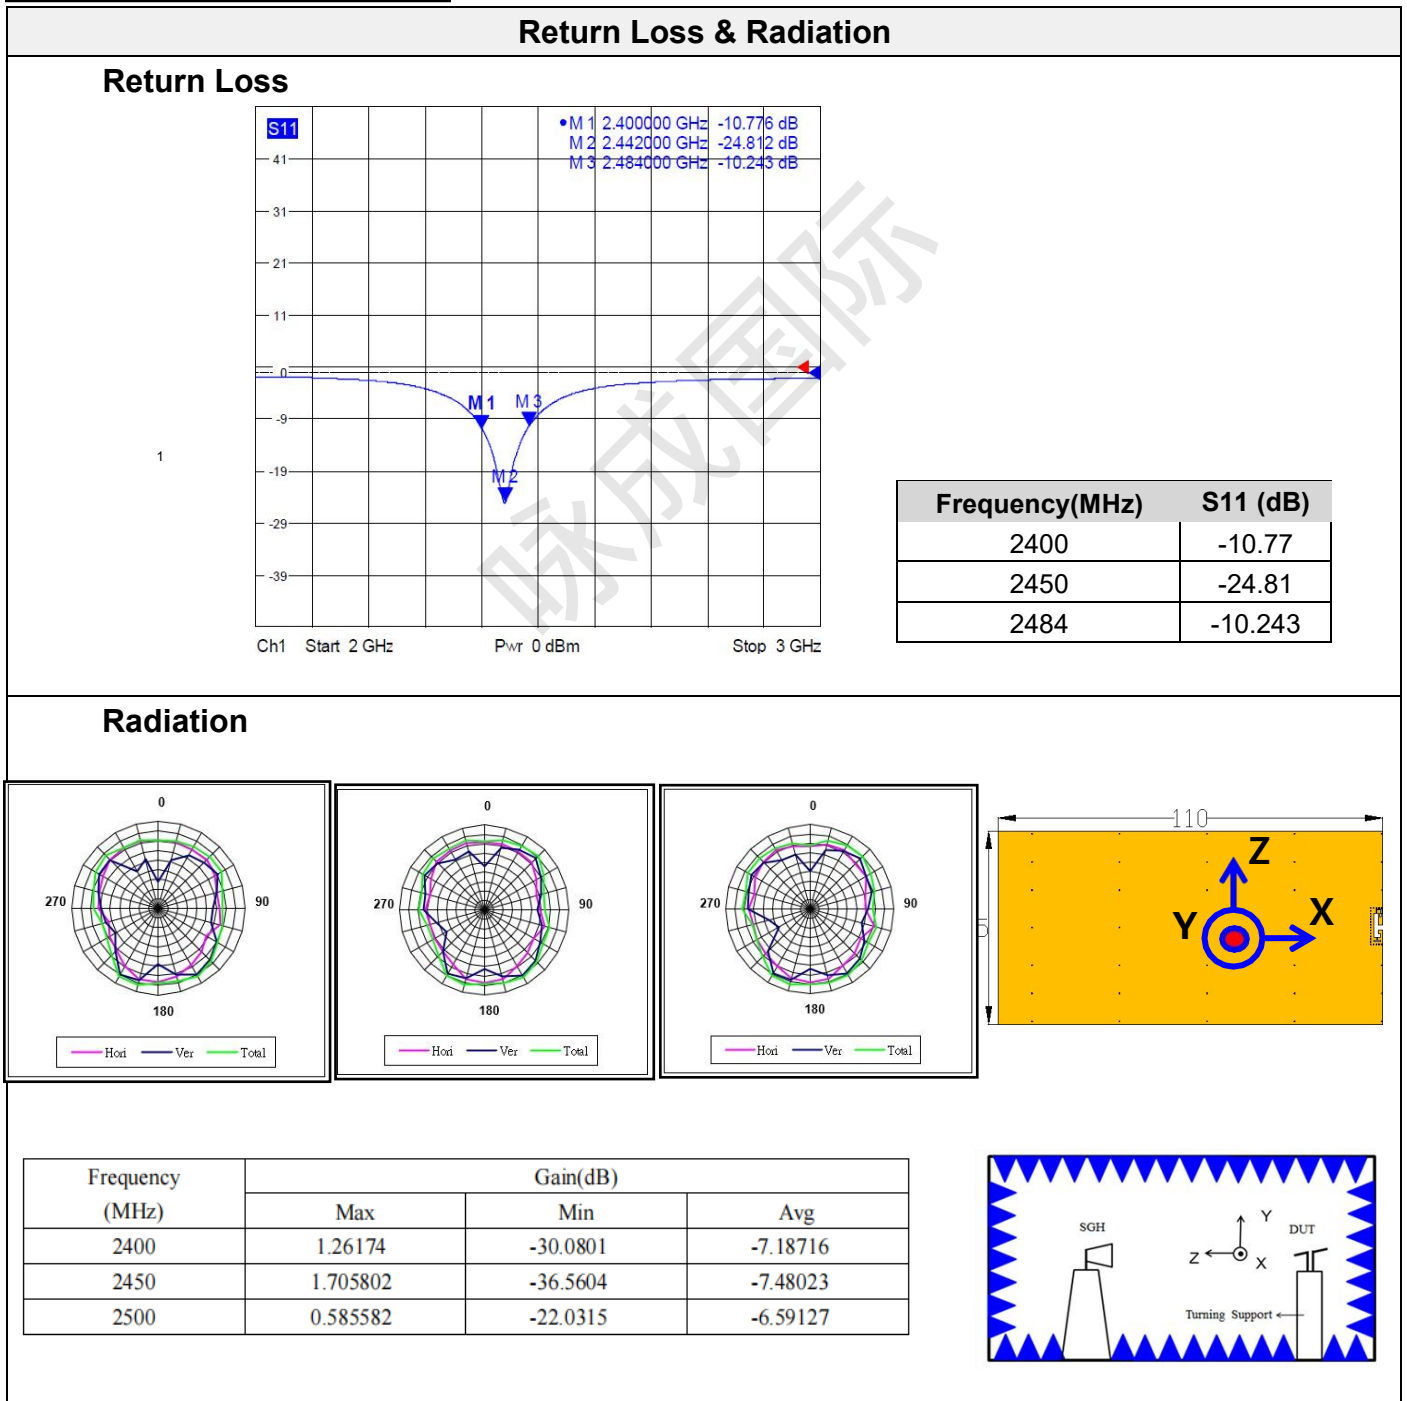 Return Loss & Radiation
Return Loss
S11
•M 1 2.400000 GHz -10.776 dB
M 2 2.442000 GHz -24.812 dB
M 3 2.484000 GHz -10.243 dB
41
31
21
11
0
-9
-19
-29
-39
M 1
M 3
M 2
1
Ch1 Start 2 GHz Pwr 0 dBm Stop 3 GHz
咏成国际
Frequency(MHz) S11 (dB)
2400 -10.77
2450 -24.81
2484 -10.243
Radiation
0
270 90
180
Hori Ver Total
0
270 90
180
Hori Ver Total
0
270 90
180
Hori Ver Total
110
Z
Y X
Frequency (MHz) Gain(dB)
Max Min Avg
2400 1.26174 -30.0801 -7.18716
2450 1.705802 -36.5604 -7.48023
2500 0.585582 -22.0315 -6.59127
SGH
Y
DUT
Z
X
Turning Support